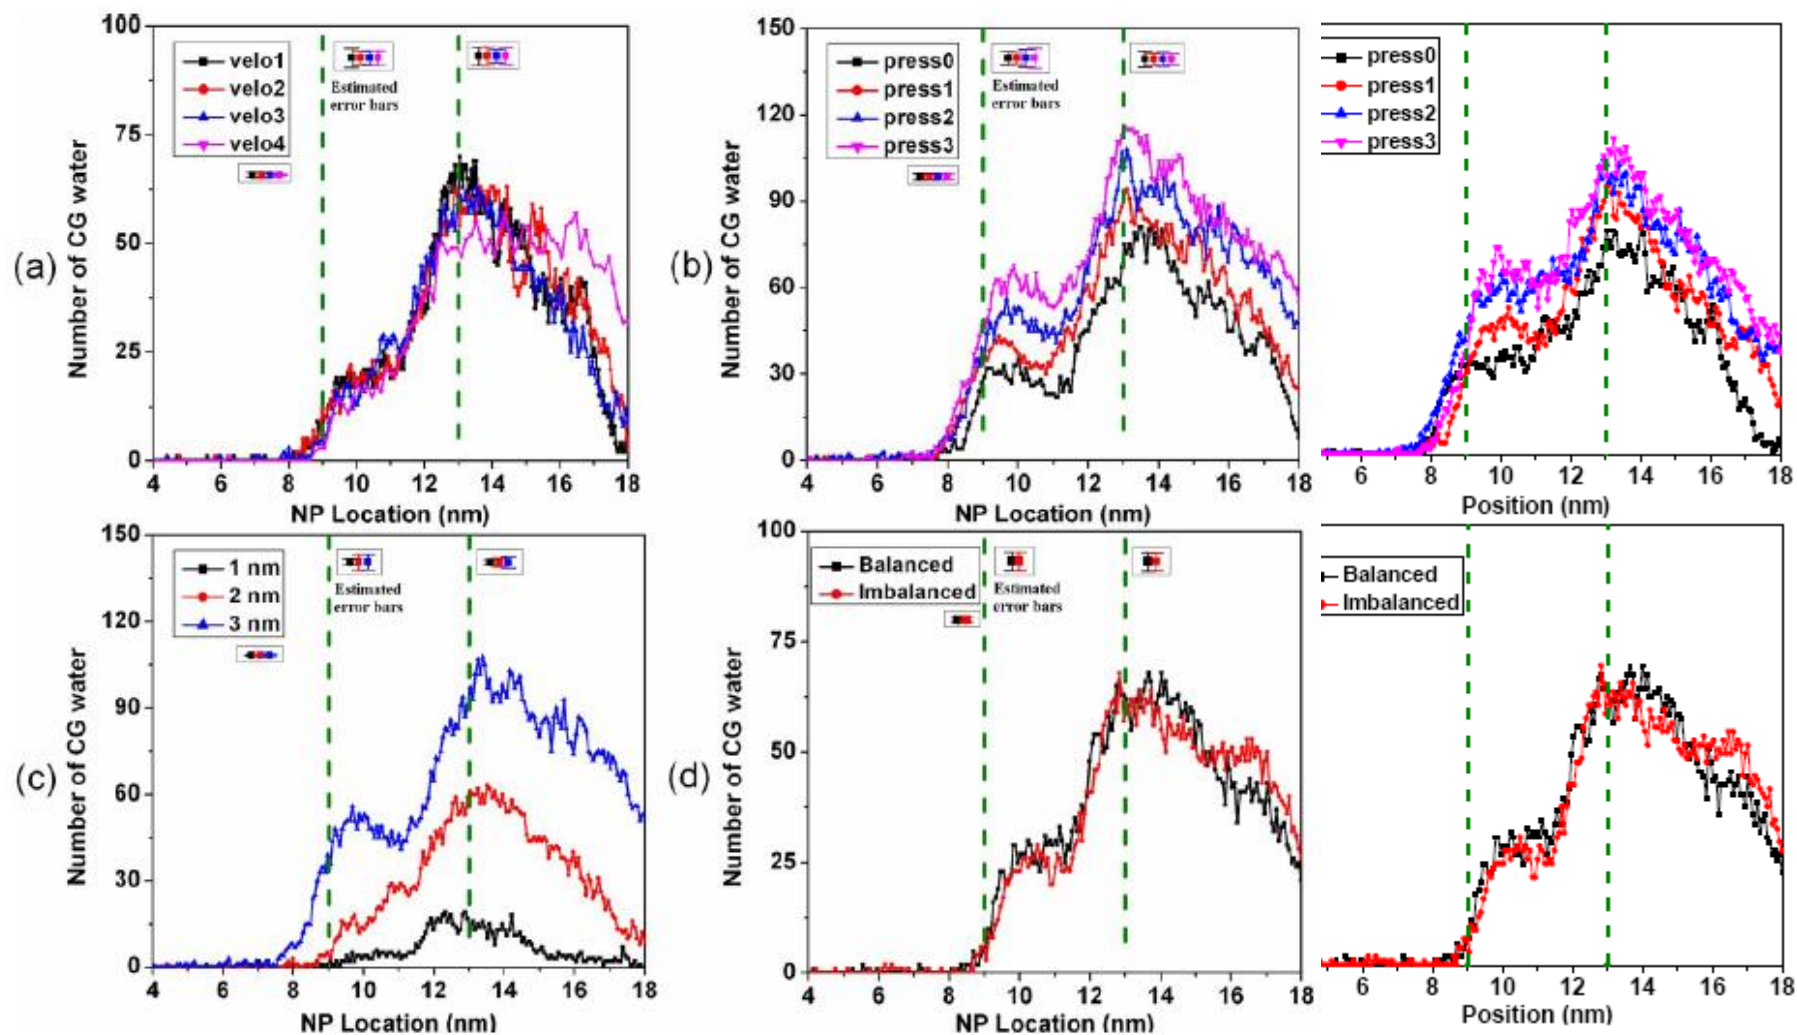 (a)
Number of CG water
100
75
50
25
0
velo1
velo2
velo3
velo4
Estimated
error bars
4 6 8 10 12 14 16 18
NP Location (nm)
(b)
Number of CG water
150
120
90
60
30
0
press0
press1
press2
press3
Estimated
error bars
4 6 8 10 12 14 16 18
NP Location (nm)
press0
press1
press2
press3
6 8 10 12 14 16 18
Position (nm)
(c)
Number of CG water
150
120
90
60
30
0
1 nm
2 nm
3 nm
Estimated
error bars
4 6 8 10 12 14 16 18
NP Location (nm)
(d)
Number of CG water
100
75
50
25
0
Balanced
Imbalanced
Estimated
error bars
4 6 8 10 12 14 16 18
NP Location (nm)
Balanced
Imbalanced
6 8 10 12 14 16 18
Position (nm)